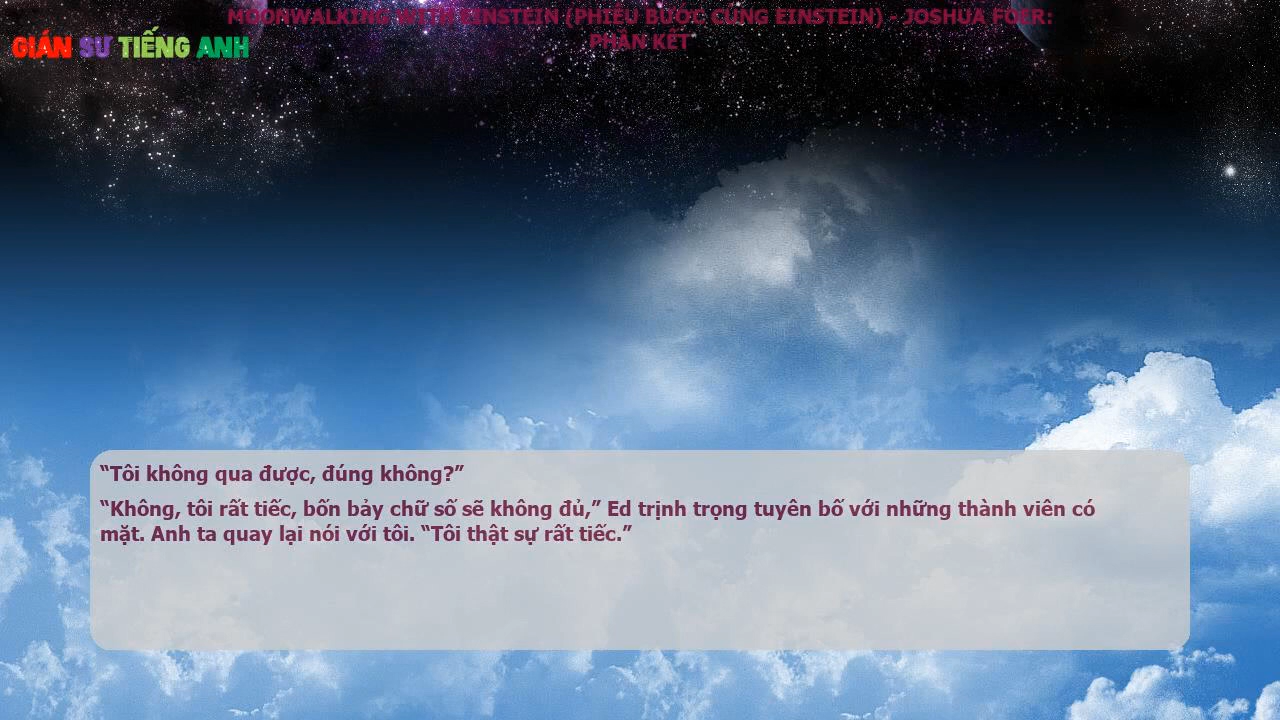 MOONWALKING WITH EINSTEIN (PHIÊU BƯỚC CÙNG EINSTEIN) - JOSHUA FOER:
PHẦN KẾT
GIÁN SƯ TIẾNG ANH
“Tôi không qua được, đúng không?”
“Không, tôi rất tiếc, bốn bảy chữ số sẽ không đủ,” Ed trịnh trọng tuyên bố với những thành viên có
mặt. Anh ta quay lại nói với tôi. “Tôi thật sự rất tiếc.”